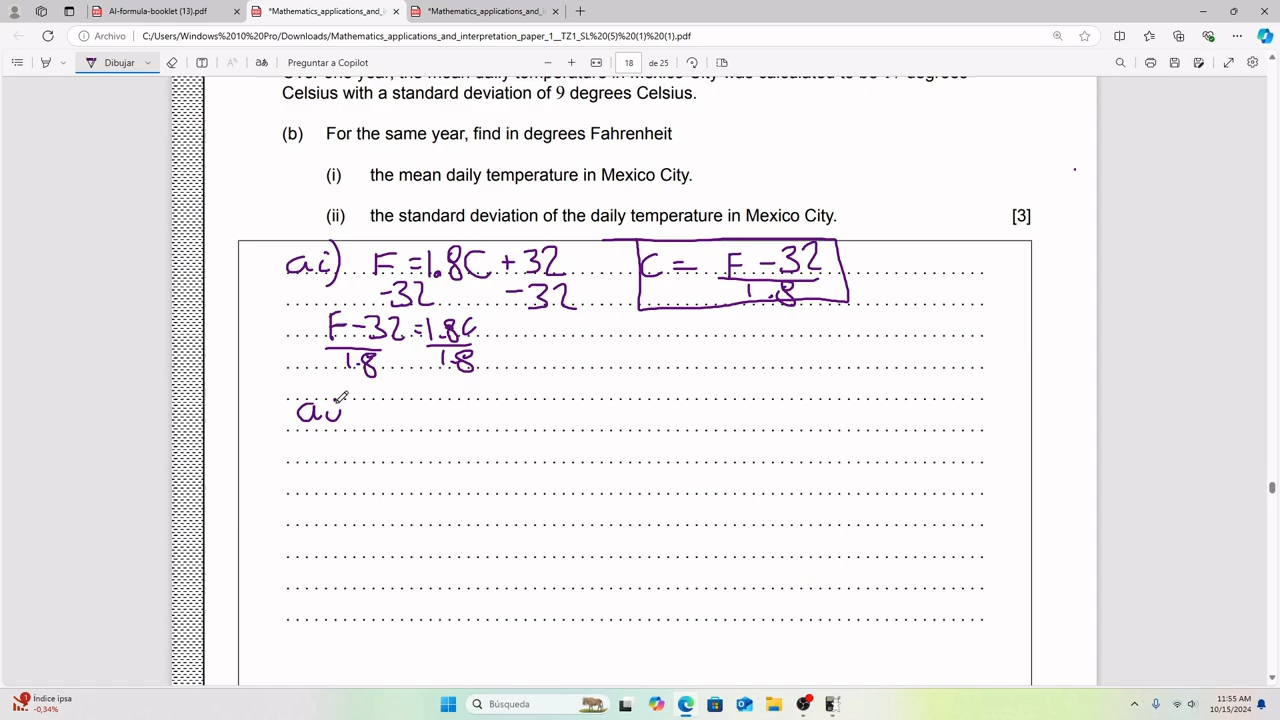 AI-formula-booklet (13).pdf
*Mathematics_applications_and_i
*Mathematics_applications_and_i
Archivo
C:/Users/Windows%2010%20Pro/Downloads/Mathematics_applications_and_interpretation_paper_1__TZ1_SL%20(5)%20(1)%20(1).pdf
Dibujar
Preguntar a Copilot
18 de 25
Celsius with a standard deviation of 9 degrees Celsius.
(b) For the same year, find in degrees Fahrenheit
(i) the mean daily temperature in Mexico City.
(ii) the standard deviation of the daily temperature in Mexico City. [3]
ai) F = 1.8C + 32 C = F - 32 / 1.8
-32 -32
F - 32 = 1.8C
1.8 1.8
Índice ipsa
-0,34%
Búsqueda
11:55 AM
10/15/2024